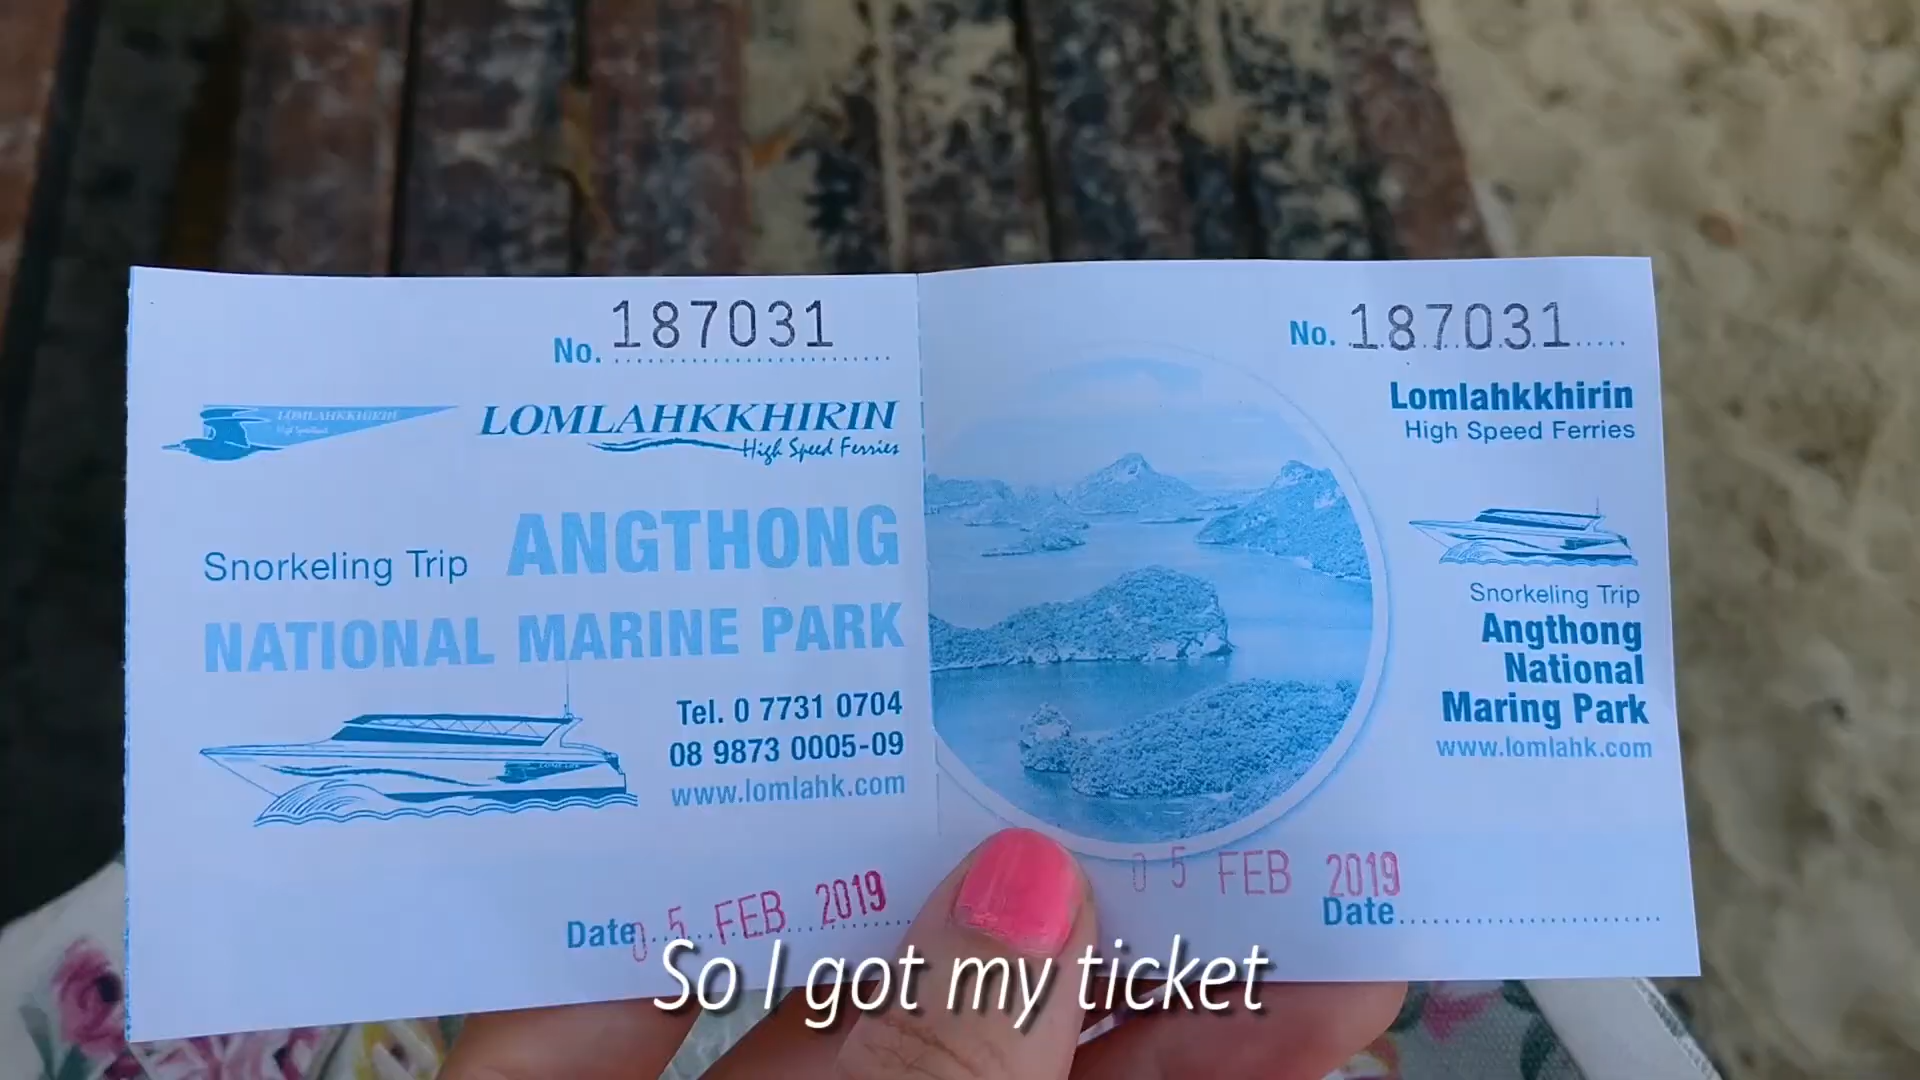 No. 187031
LOMLAHKKHIRIN
High Speed Ferries
Snorkeling Trip ANGTHONG
NATIONAL MARINE PARK
Tel. 0 7731 0704
08 9873 0005-09
www.lomlahk.com
Date 05 FEB 2019
No. 187031
Lomlahkkhirin
High Speed Ferries
Snorkeling Trip
Angthong
National
Maring Park
www.lomlahk.com
05 FEB 2019
Date
So I got my ticket